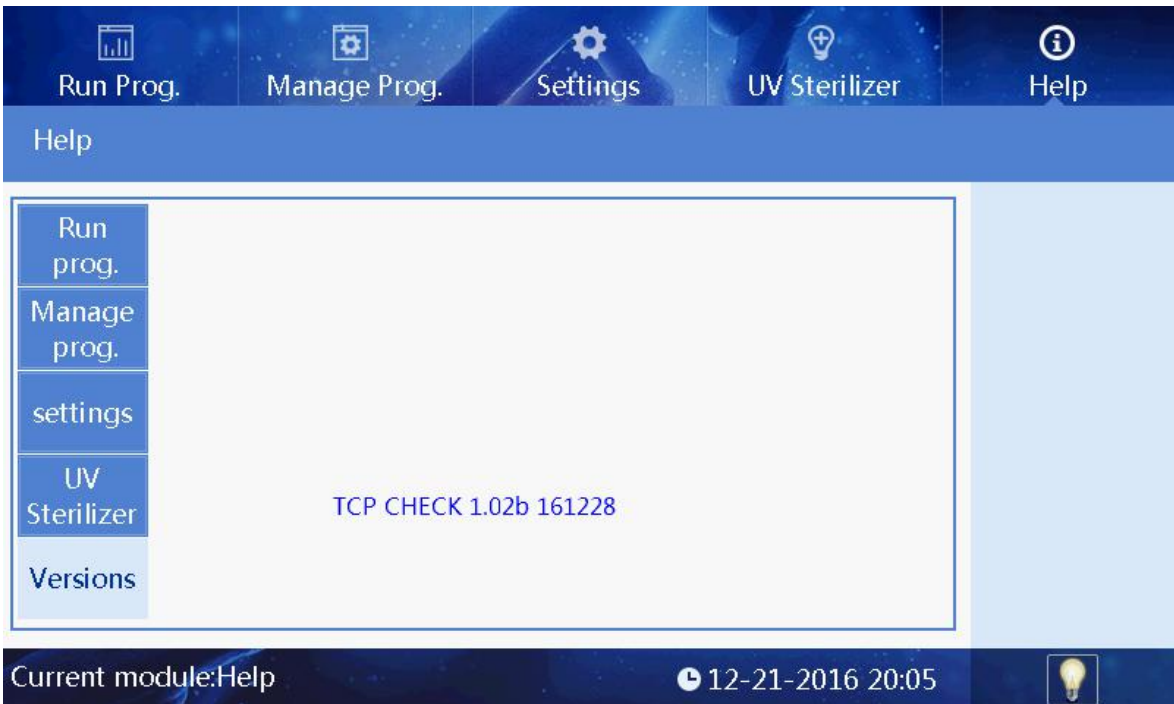 Run Prog.
Manage Prog.
Settings
UV Sterilizer
Help
Help
Run
prog.
Manage
prog.
settings
UV
Sterilizer
Versions
TCP CHECK 1.02b 161228
Current module:Help
12-21-2016 20:05